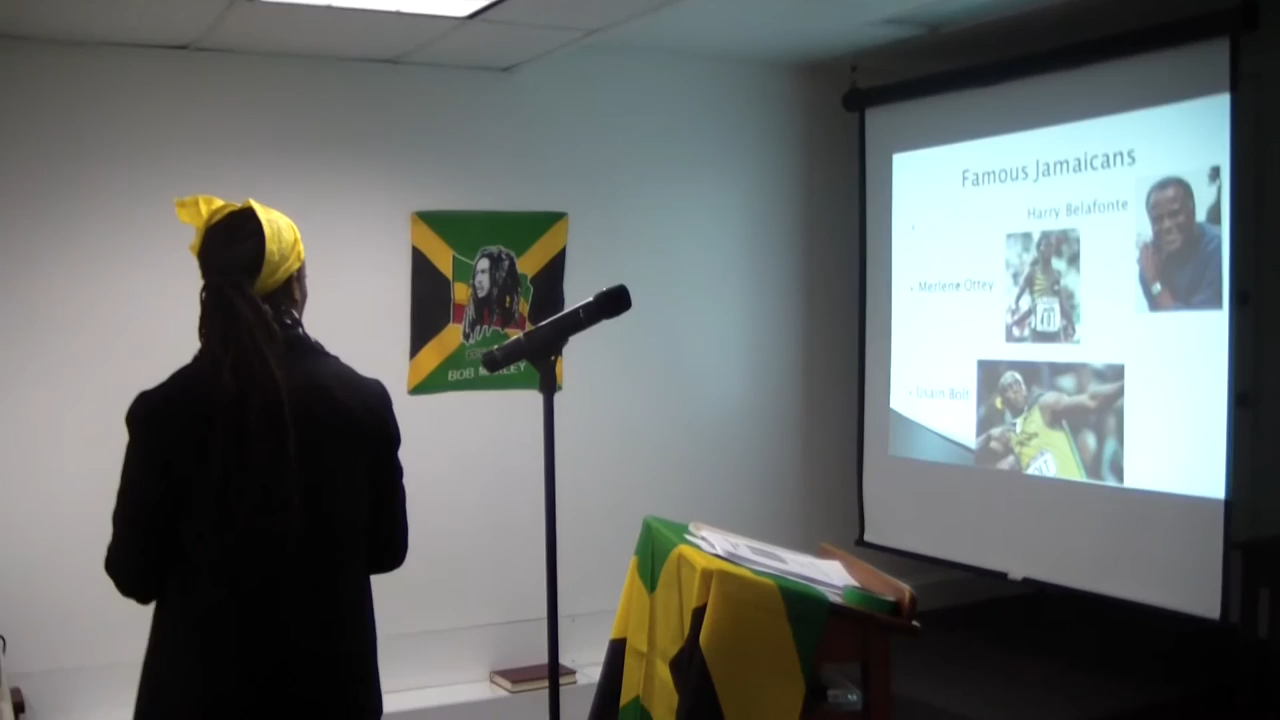 Famous Jamaicans
Harry Belafonte
Merlene Ottey
Usain Bolt
BOB MARLEY